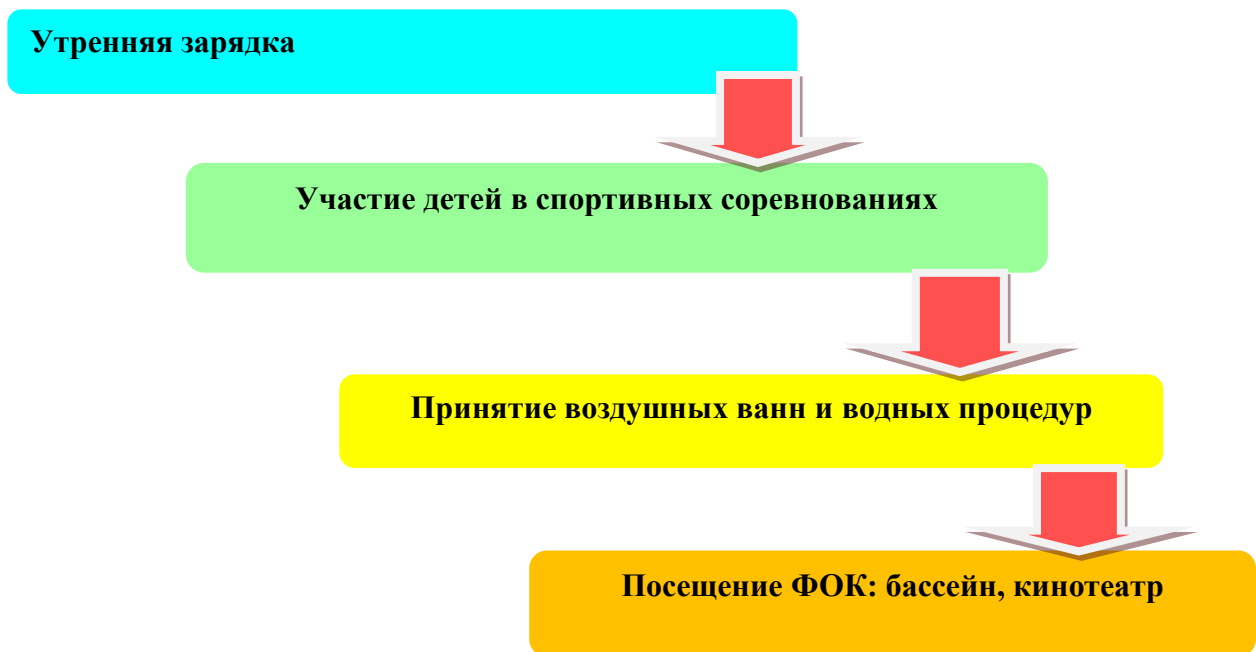 Утренняя зарядка
Участие детей в спортивных соревнованиях
Принятие воздушных ванн и водных процедур
Посещение ФОК: бассейн, кинотеатр